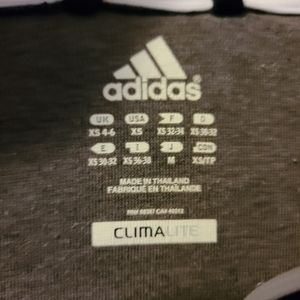 adidas
UK USA F D
XS 4-6 XS XS 32-34 XS 30-32
E I J CDN
XS 30-32 XS 36-38 M XS/TP
MADE IN THAILAND
FABRIQUÉ EN THAÏLANDE
CLIMALITE